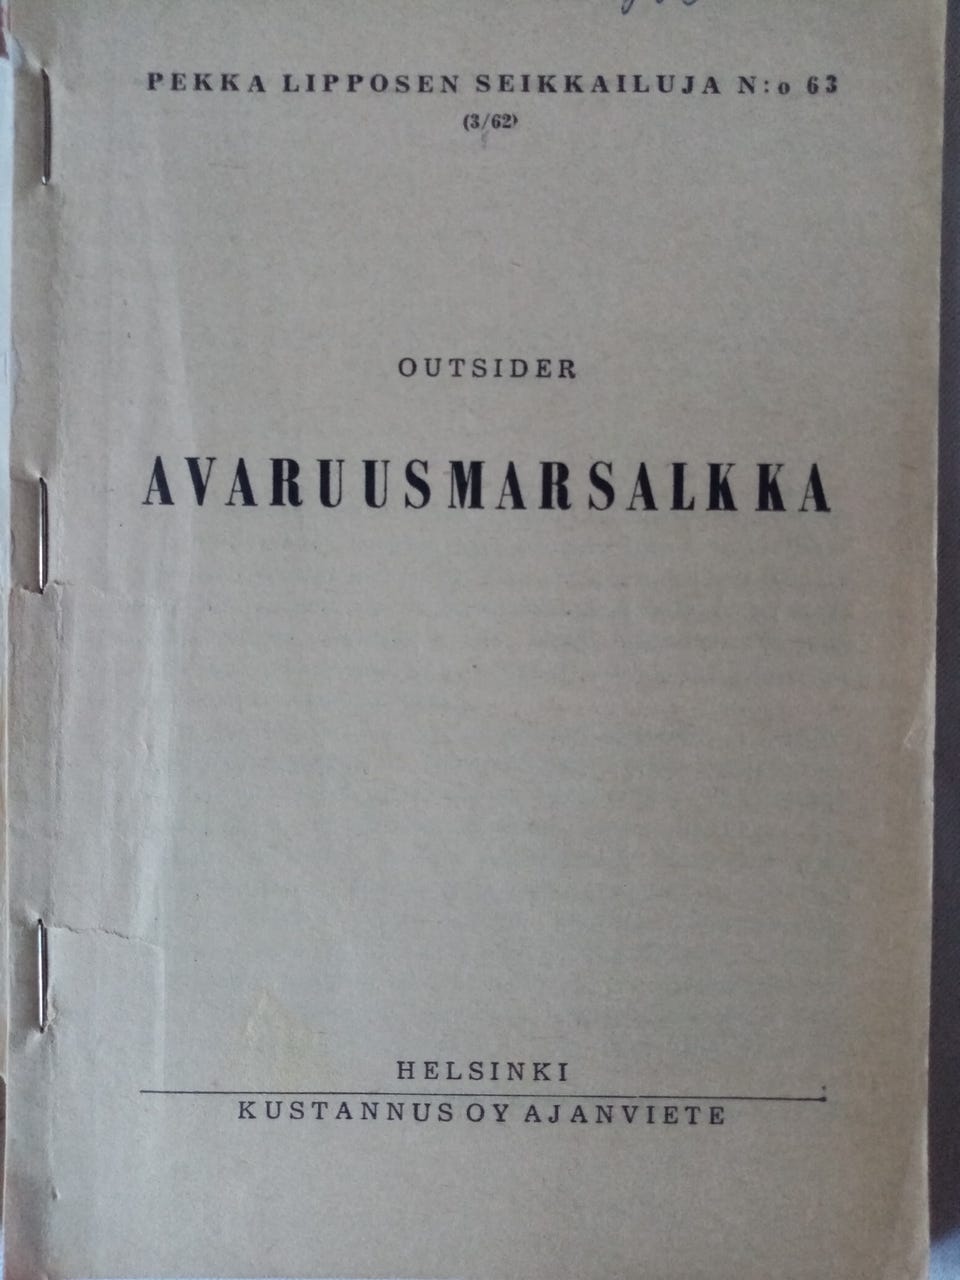 PEKKA LIPPOSEN SEIKKAILUJA N:o 63
(3/62)
OUTSIDER
AVARUUSMARSALKKA
HELSINKI
KUSTANNUS OY AJANVIETE